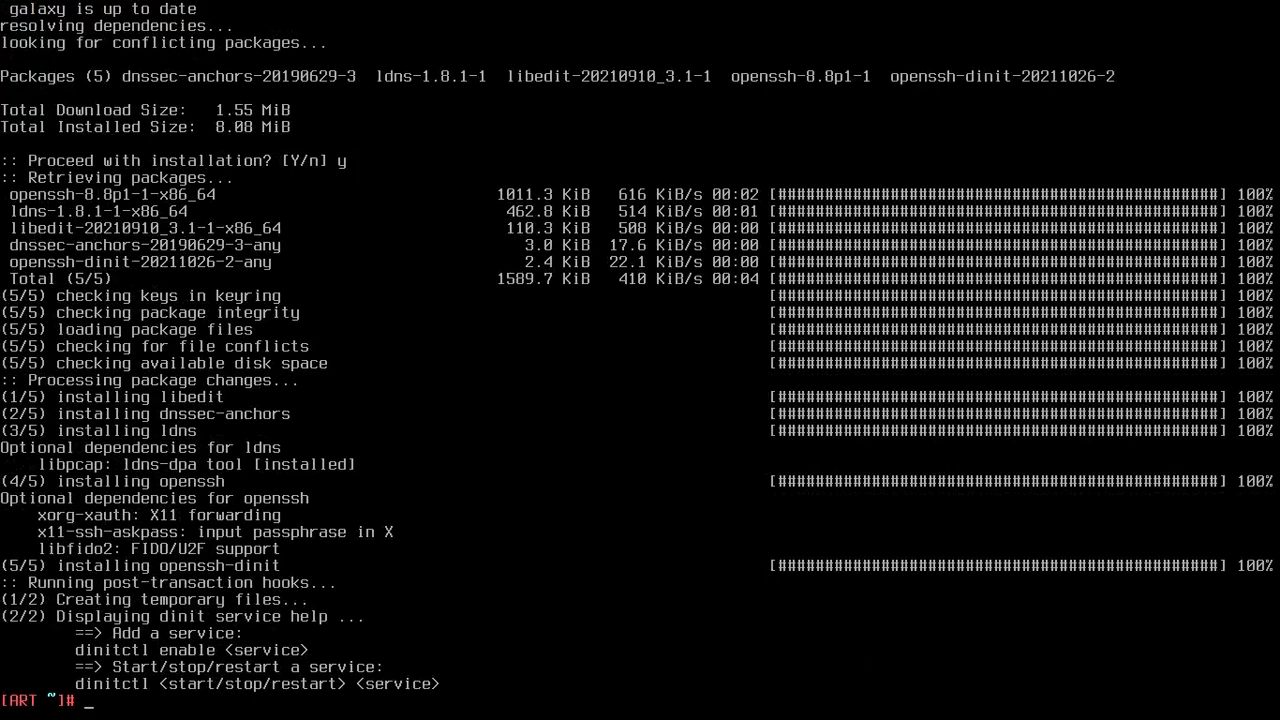 galaxy is up to date
resolving dependencies...
looking for conflicting packages...
Packages (5) dnssec-anchors-20190629-3  ldns-1.8.1-1  libedit-20210910_3.1-1  openssh-8.8p1-1  openssh-dinit-20211026-2
Total Download Size:   1.55 MiB
Total Installed Size:  8.08 MiB
:: Proceed with installation? [Y/n] y
:: Retrieving packages...
openssh-8.8p1-1-x86_64 1011.3 KiB 616 KiB/s 00:02 [################################################] 100%
ldns-1.8.1-1-x86_64 462.8 KiB 514 KiB/s 00:01 [################################################] 100%
libedit-20210910_3.1-1-x86_64 110.3 KiB 508 KiB/s 00:00 [################################################] 100%
dnssec-anchors-20190629-3-any 3.0 KiB 17.6 KiB/s 00:00 [################################################] 100%
openssh-dinit-20211026-2-any 2.4 KiB 22.1 KiB/s 00:00 [################################################] 100%
Total (5/5) 1589.7 KiB 410 KiB/s 00:04 [################################################] 100%
(5/5) checking keys in keyring [################################################] 100%
(5/5) checking package integrity [################################################] 100%
(5/5) loading package files [################################################] 100%
(5/5) checking for file conflicts [################################################] 100%
(5/5) checking available disk space [################################################] 100%
:: Processing package changes...
(1/5) installing libedit [################################################] 100%
(2/5) installing dnssec-anchors [################################################] 100%
(3/5) installing ldns [################################################] 100%
Optional dependencies for ldns
    libpcap: ldns-dpa tool [installed]
(4/5) installing openssh [################################################] 100%
Optional dependencies for openssh
    xorg-xauth: X11 forwarding
    x11-ssh-askpass: input passphrase in X
    libfido2: FIDO/U2F support
(5/5) installing openssh-dinit [################################################] 100%
:: Running post-transaction hooks...
(1/2) Creating temporary files...
(2/2) Displaying dinit service help ...
        ==> Add a service:
        dinitctl enable <service>
        ==> Start/stop/restart a service:
        dinitctl <start/stop/restart> <service>
[ART ~]# _